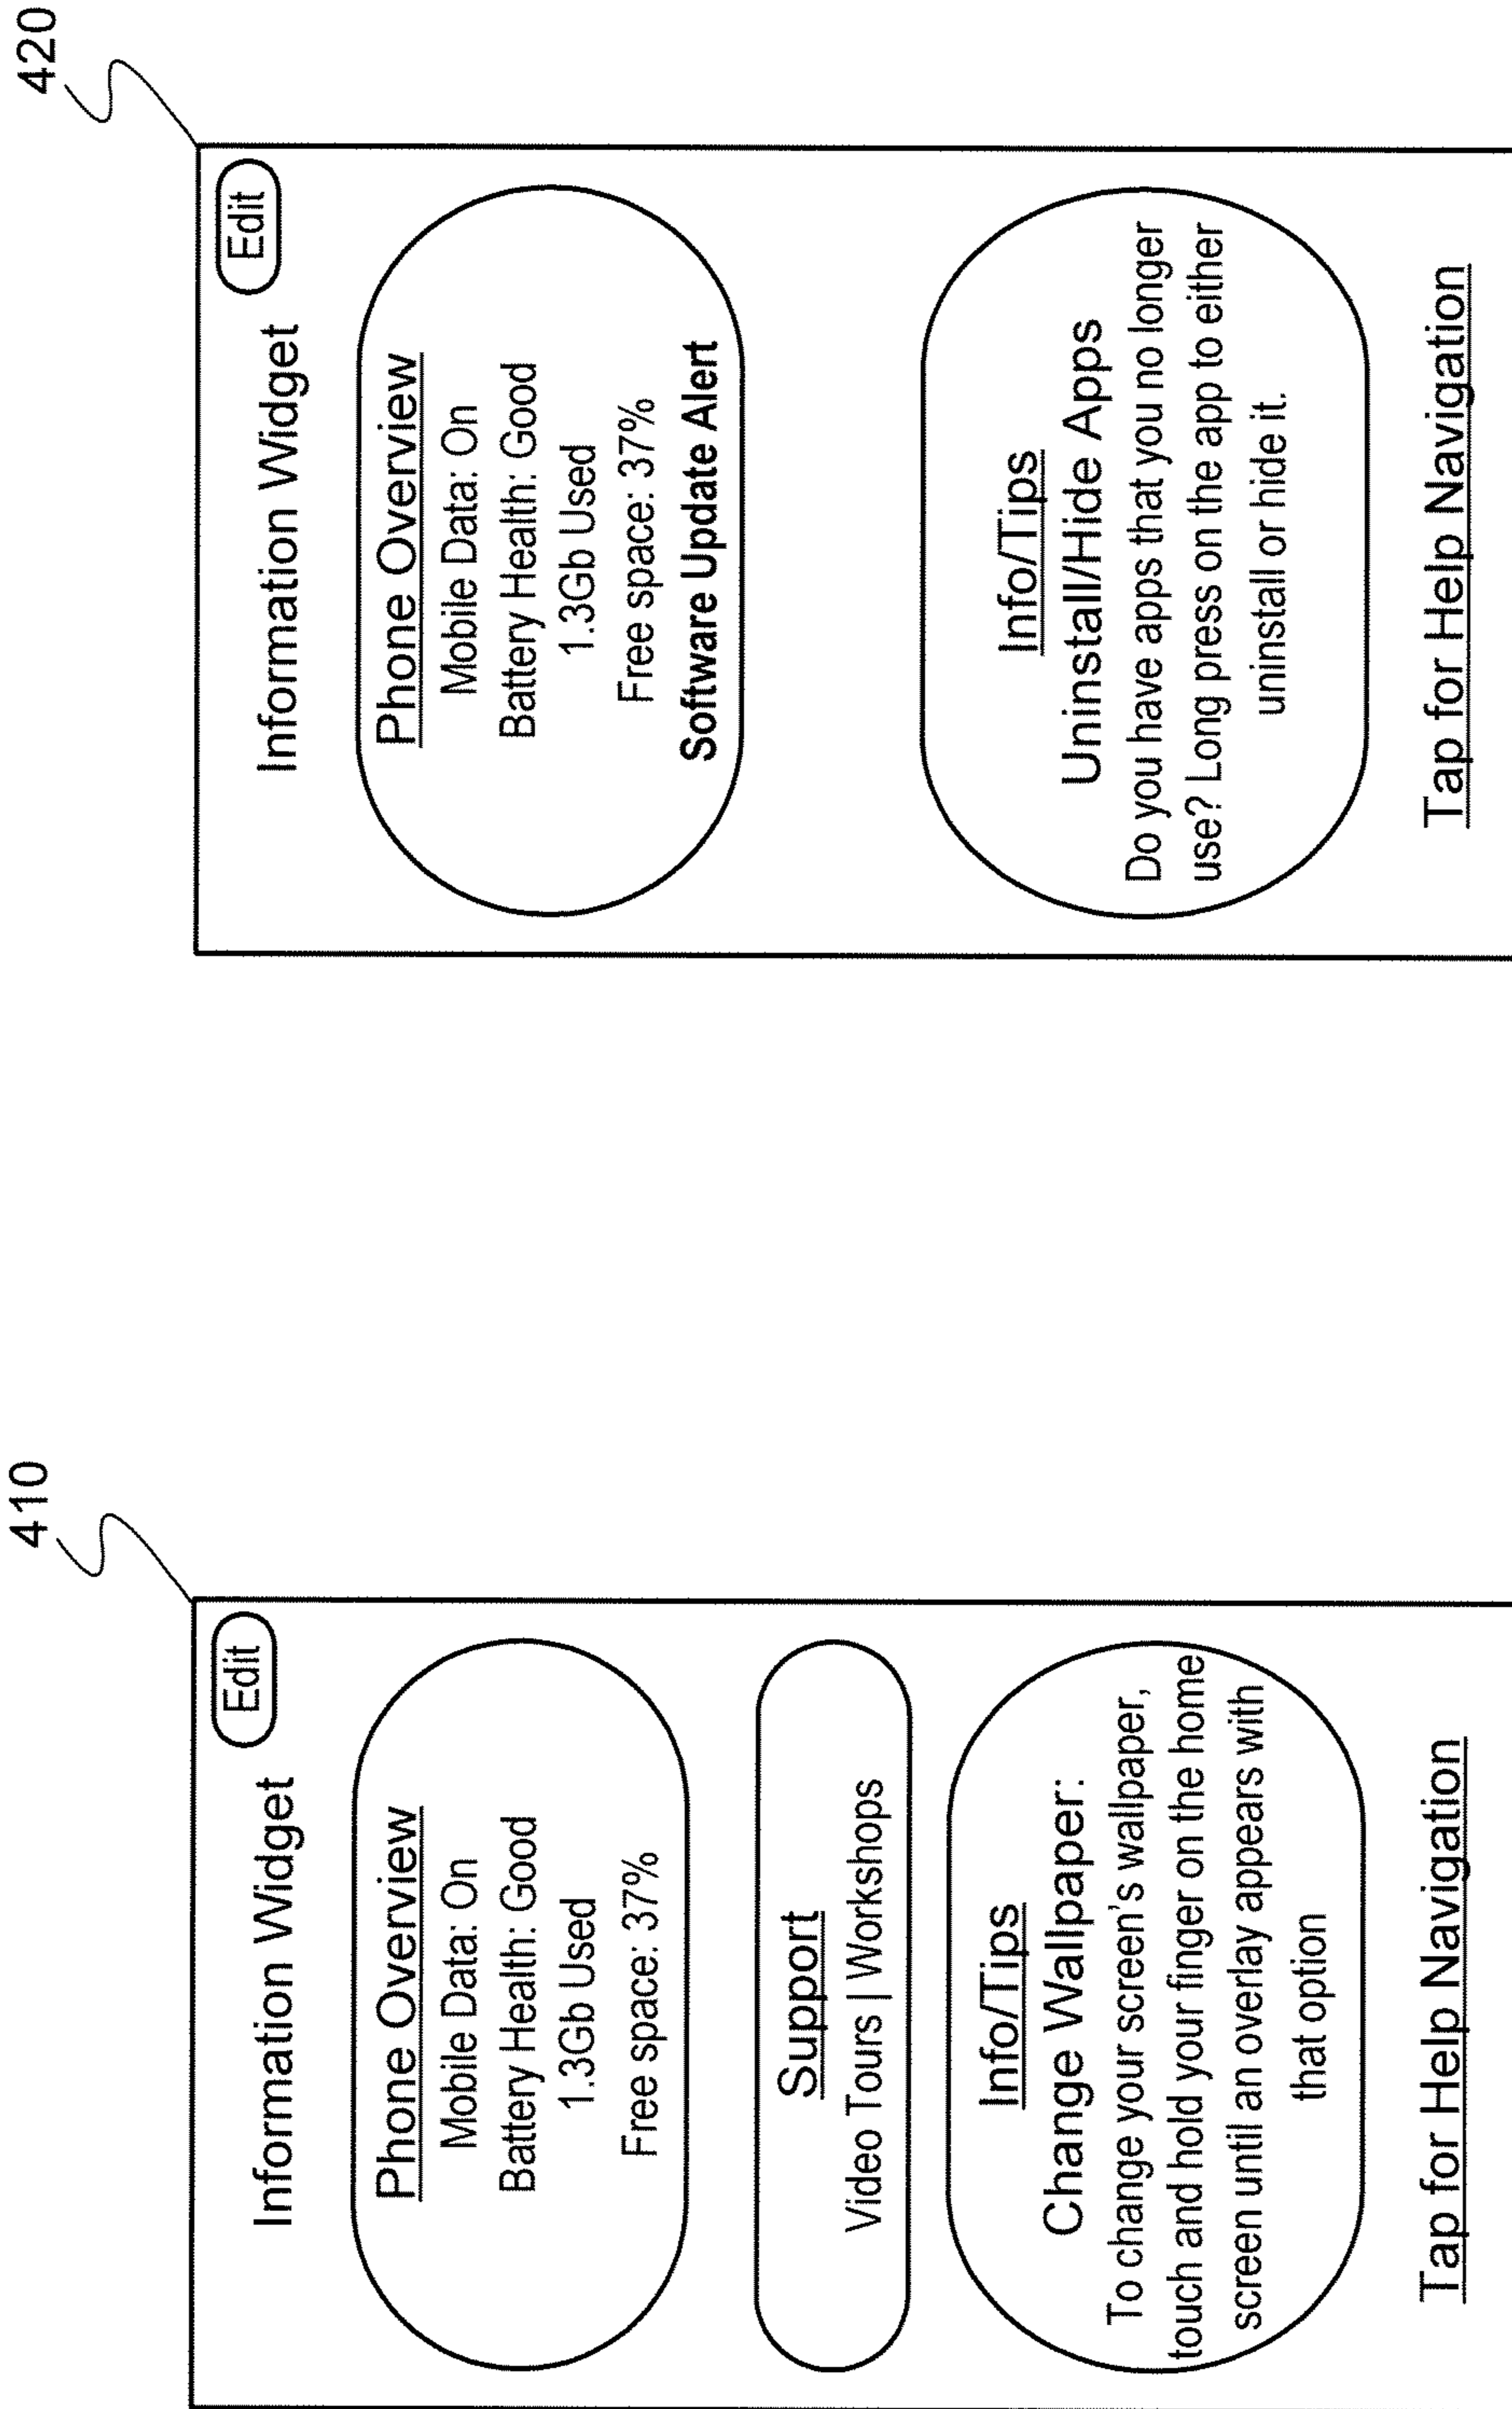 410
Information Widget
Edit
Phone Overview
Mobile Data: On
Battery Health: Good
1.3Gb Used
Free space: 37%
Support
Video Tours | Workshops
Info/Tips
Change Wallpaper:
To change your screen's wallpaper,
touch and hold your finger on the home
screen until an overlay appears with
that option
Tap for Help Navigation
420
Information Widget
Edit
Phone Overview
Mobile Data: On
Battery Health: Good
1.3Gb Used
Free space: 37%
Software Update Alert
Info/Tips
Uninstall/Hide Apps
Do you have apps that you no longer
use? Long press on the app to either
uninstall or hide it.
Tap for Help Navigation